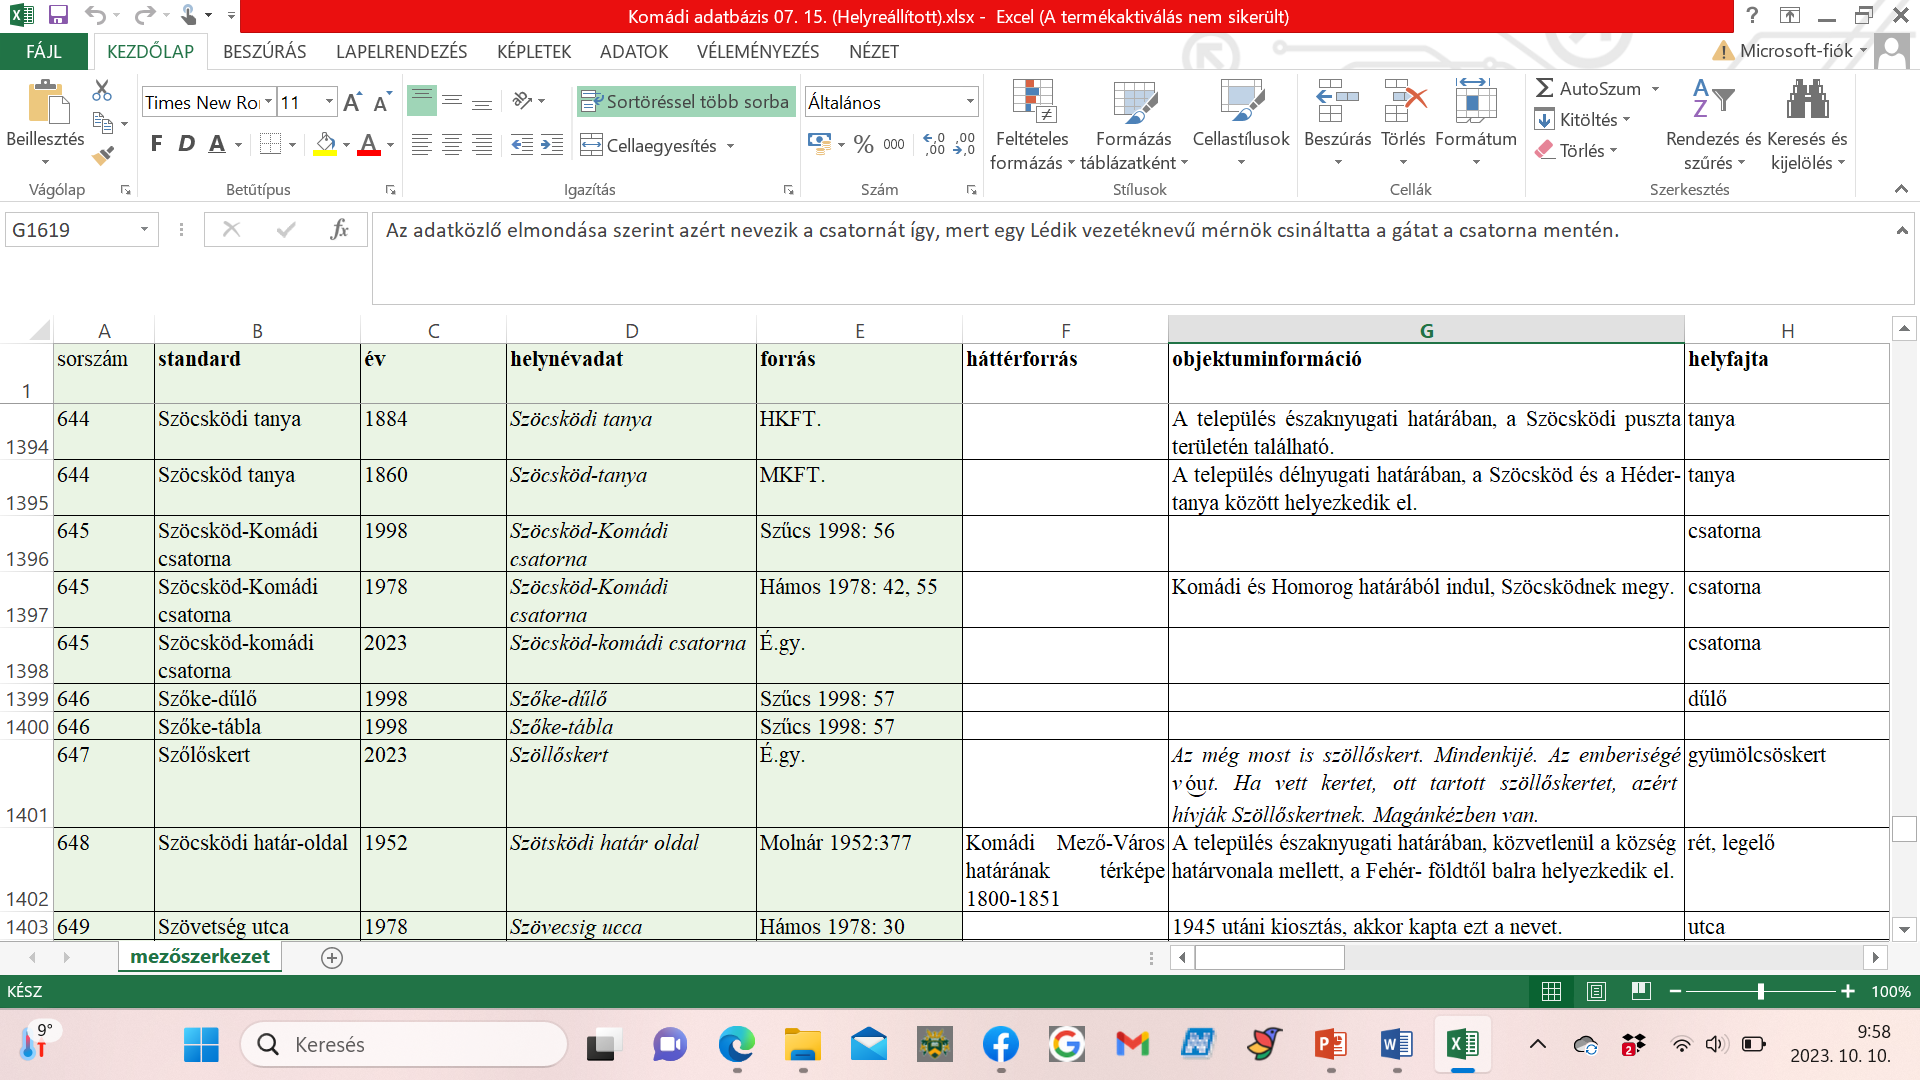 Komádi adatbázis 07. 15. (Helyreállított).xlsx - Excel (A termékaktiválás nem sikerült)
FÁJL KEZDŐLAP BESZÚRÁS LAPELRENDEZÉS KÉPLETEK ADATOK VÉLEMÉNYEZÉS NÉZET Microsoft-fiók
Beillesztés
Times New Ro 11
F D A
Sortöréssel több sorba
Cellaegyesítés
Általános
% 000
Feltételes formázás
Formázás táblázatként
Cellastílusok
Beszúrás
Törlés
Formátum
AutoSzum
Kitöltés
Törlés
Rendezés és szűrés
Keresés és kijelölés
Vágólap Betűtípus Igazítás Szám Stílusok Cellák Szerkesztés
G1619 fx Az adatközlő elmondása szerint azért nevezik a csatornát így, mert egy Lédik vezetéknevű mérnök csináltatta a gátat a csatorna mentén.
A B C D E F G H
1 sorszám standard év helynévadat forrás háttérforrás objektuminformáció helyfajta
1394 644 Szöcsködi tanya 1884 Szöcsködi tanya HKFT. A település északnyugati határában, a Szöcsködi puszta területén található. tanya
1395 644 Szöcsköd tanya 1860 Szöcsköd-tanya MKFT. A település délnyugati határában, a Szöcsköd és a Héder-tanya között helyezkedik el. tanya
1396 645 Szöcsköd-Komádi csatorna 1998 Szöcsköd-Komádi csatorna Szűcs 1998: 56 csatorna
1397 645 Szöcsköd-Komádi csatorna 1978 Szöcsköd-Komádi csatorna Hámos 1978: 42, 55 Komádi és Homorog határából indul, Szöcsködnek megy. csatorna
1398 645 Szöcsköd-komádi csatorna 2023 Szöcsköd-komádi csatorna É.gy. csatorna
1399 646 Szőke-dűlő 1998 Szőke-dűlő Szűcs 1998: 57 dűlő
1400 646 Szőke-tábla 1998 Szőke-tábla Szűcs 1998: 57
1401 647 Szőlőskert 2023 Szöllőskert É.gy. Az még most is szöllőskert. Mindenkijé. Az emberiségé vóu̯t. Ha vett kertet, ott tartott szöllőskertet, azért hívják Szöllőskertnek. Magánkézben van. gyümölcsöskert
1402 648 Szöcsködi határ-oldal 1952 Szötsködi határ oldal Molnár 1952:377 Komádi Mező-Város határának térképe 1800-1851 A település északnyugati határában, közvetlenül a község határvonala mellett, a Fehér- földtől balra helyezkedik el. rét, legelő
1403 649 Szövetség utca 1978 Szövecsig ucca Hámos 1978: 30 1945 utáni kiosztás, akkor kapta ezt a nevet. utca
mezőszerkezet
KÉSZ 100%
9° Keresés 2 9:58
2023. 10. 10.